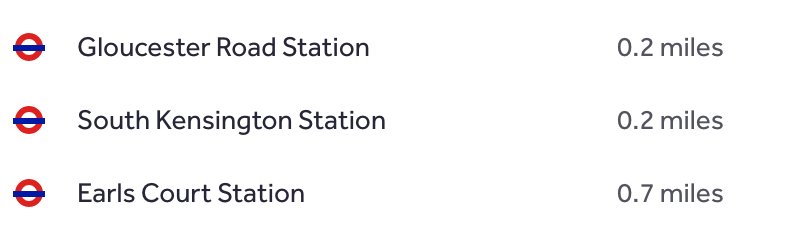 Gloucester Road Station 0.2 miles
South Kensington Station 0.2 miles
Earls Court Station 0.7 miles